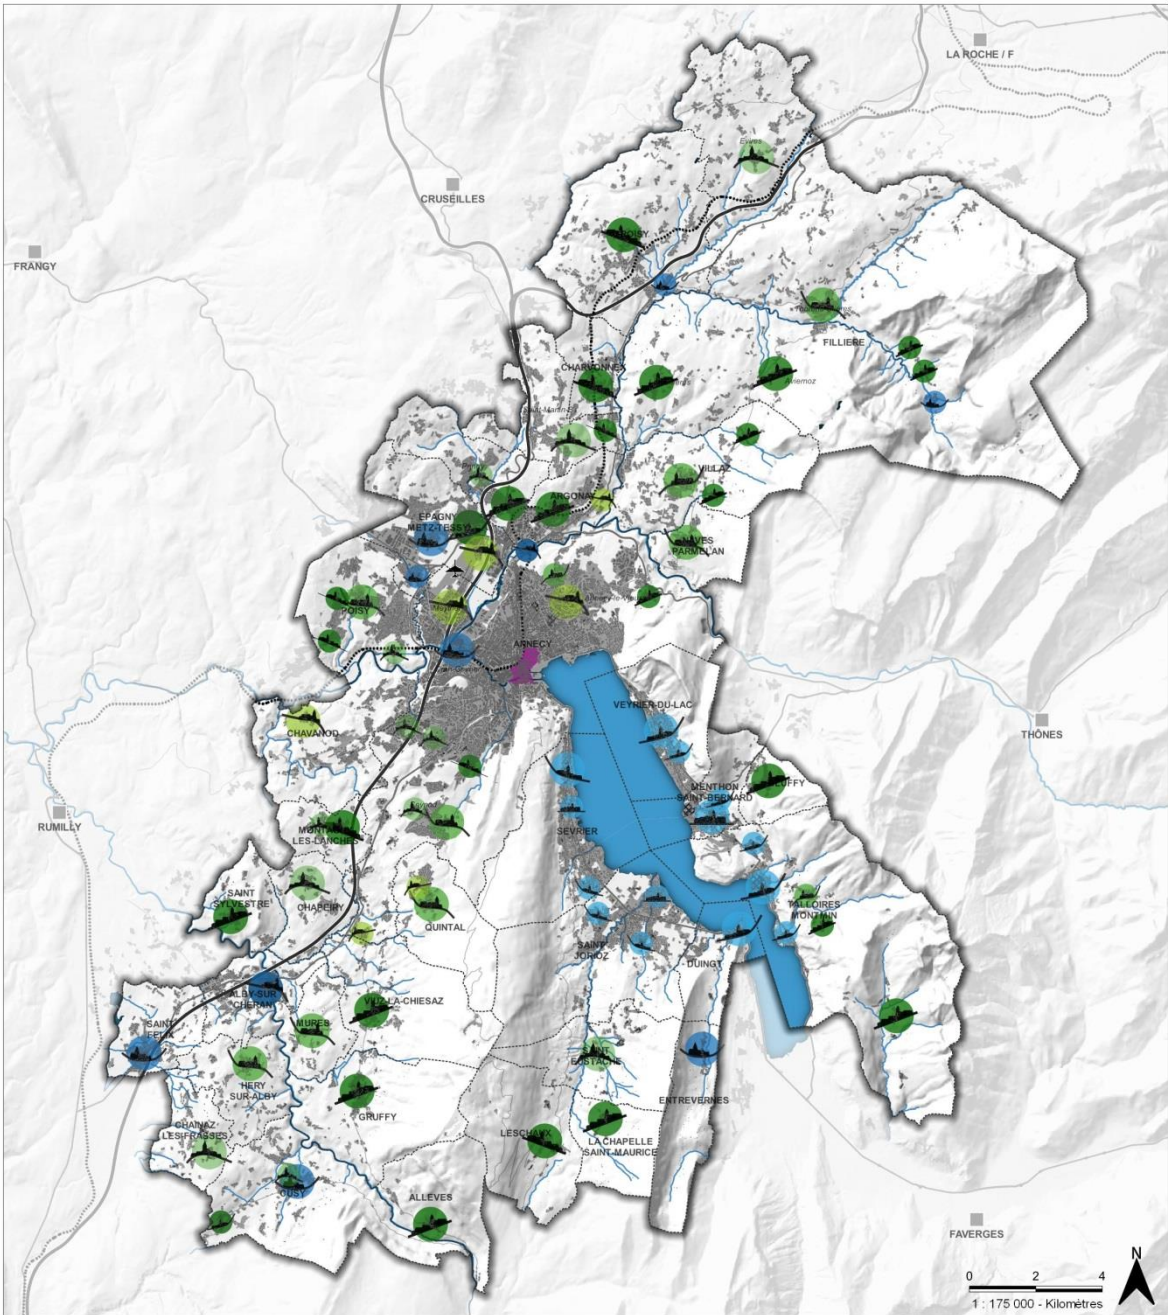 LA ROCHE / F
Evires
CRUSEILLES
FRANGY
FILLIERE
CHARVONNEX
VILLAZ
ARGONAY
EPAGNY
METZ-TESSY
NAVES
PARMELAN
POISY
ANNECY
VEYRIER-DU-LAC
CHAVANOD
THÔNES
MENTHON
SAINT-BERNARD
RUMILLY
SEVRIER
LES-LANCHES
SAINT
SYLVESTRE
CHAPEIRY
QUINTAL
TALLOIRES
MONTMIN
SAINT
JORIOZ
DUINGT
ALBY-SUR
CHERAN
VIUZ-LA-CHIESAZ
SAINT
MURES
EUSTACHE
HERY
SUR-ALBY
ENTREVERNES
GRUFFY
CHAINAZ
LES FRASSES
LESCHAUX
LA CHAPELLE
SAINT-MAURICE
CUSY
ALLEVES
FAVERGES
N
0 2 4
1 : 175 000 - Kilomètres